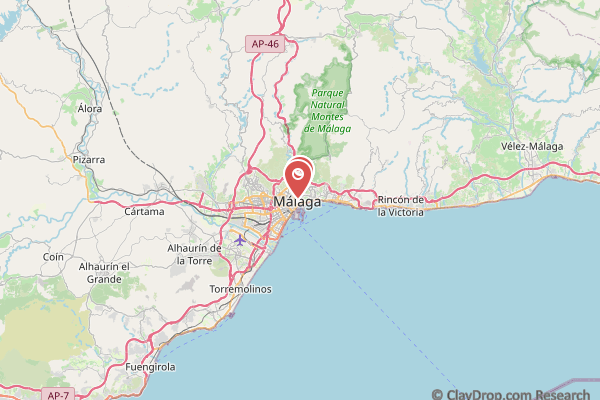 AP-46
Parque
Natural
Montes
de Málaga
Álora
Vélez-Málaga
Pizarra
Málaga
Rincón de
la Victoria
Cártama
Alhaurín de
la Torre
Coín
Alhaurín el
Grande
Torremolinos
Fuengirola
AP-7
© ClayDrop.com Research